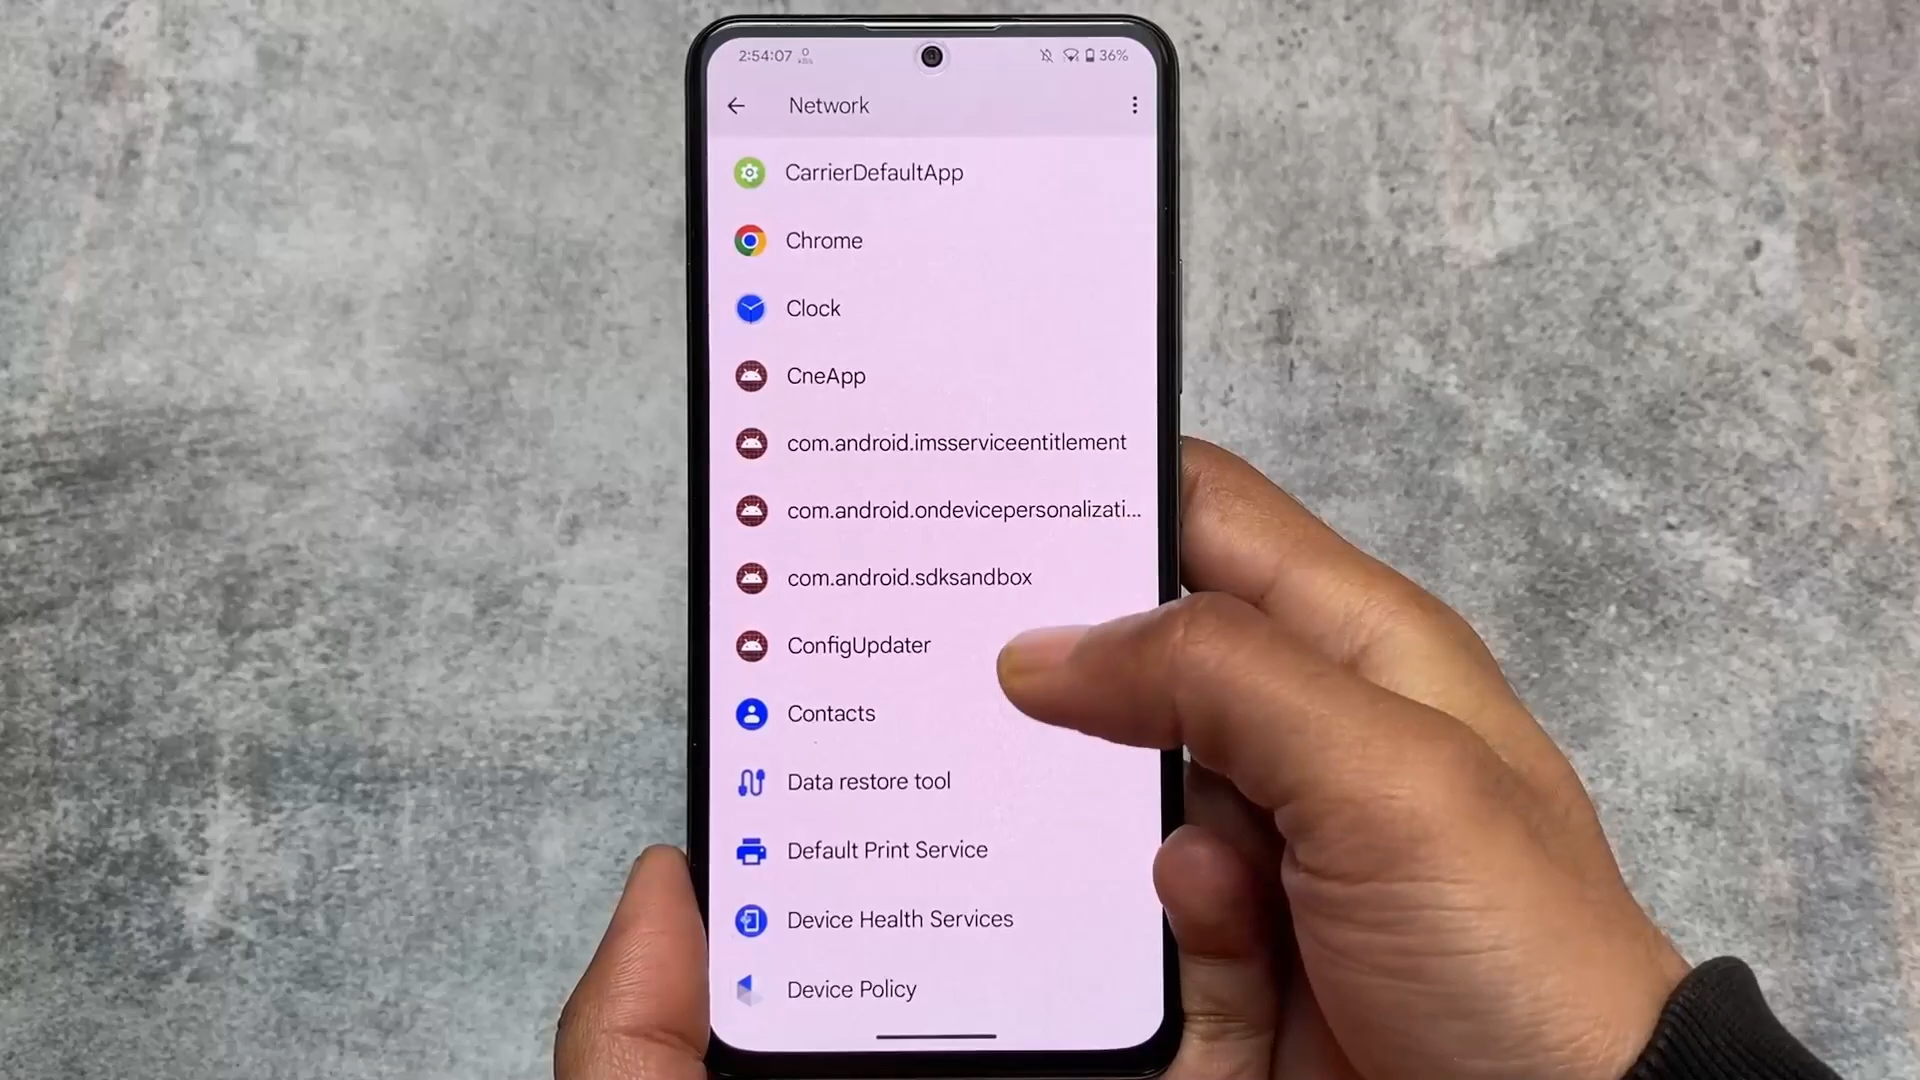 2:54:07 0
36%
Network
CarrierDefaultApp
Chrome
Clock
CneApp
com.android.imsserviceentitlement
com.android.ondevicepersonalizati...
com.android.sdksandbox
ConfigUpdater
Contacts
Data restore tool
Default Print Service
Device Health Services
Device Policy